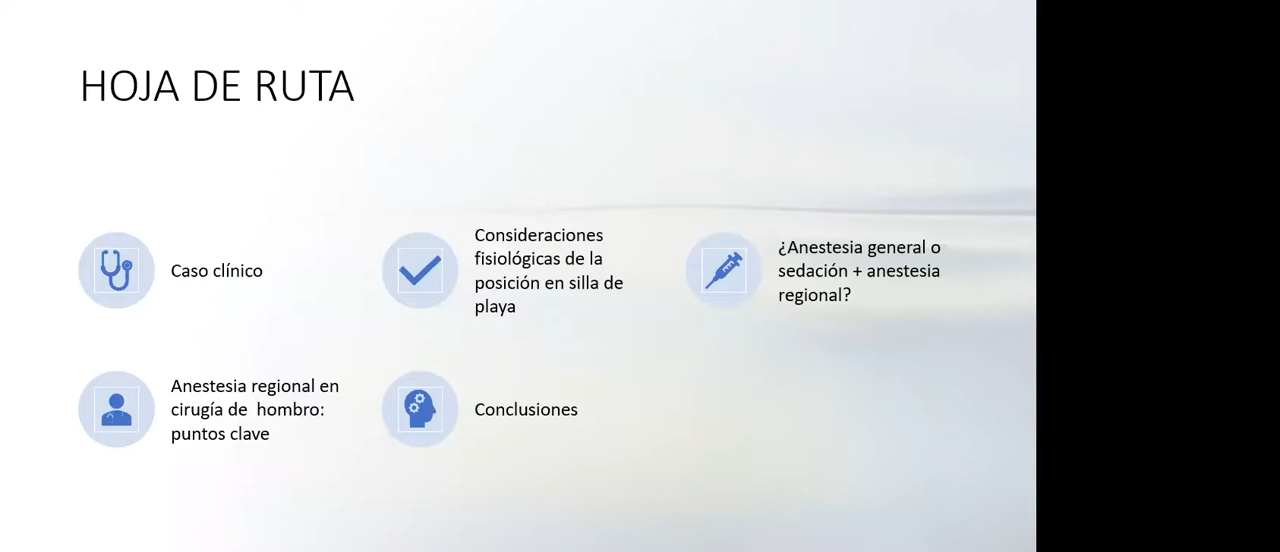 HOJA DE RUTA
Caso clínico
Consideraciones
fisiológicas de la
posición en silla de
playa
¿Anestesia general o
sedación + anestesia
regional?
Anestesia regional en
cirugía de  hombro:
puntos clave
Conclusiones